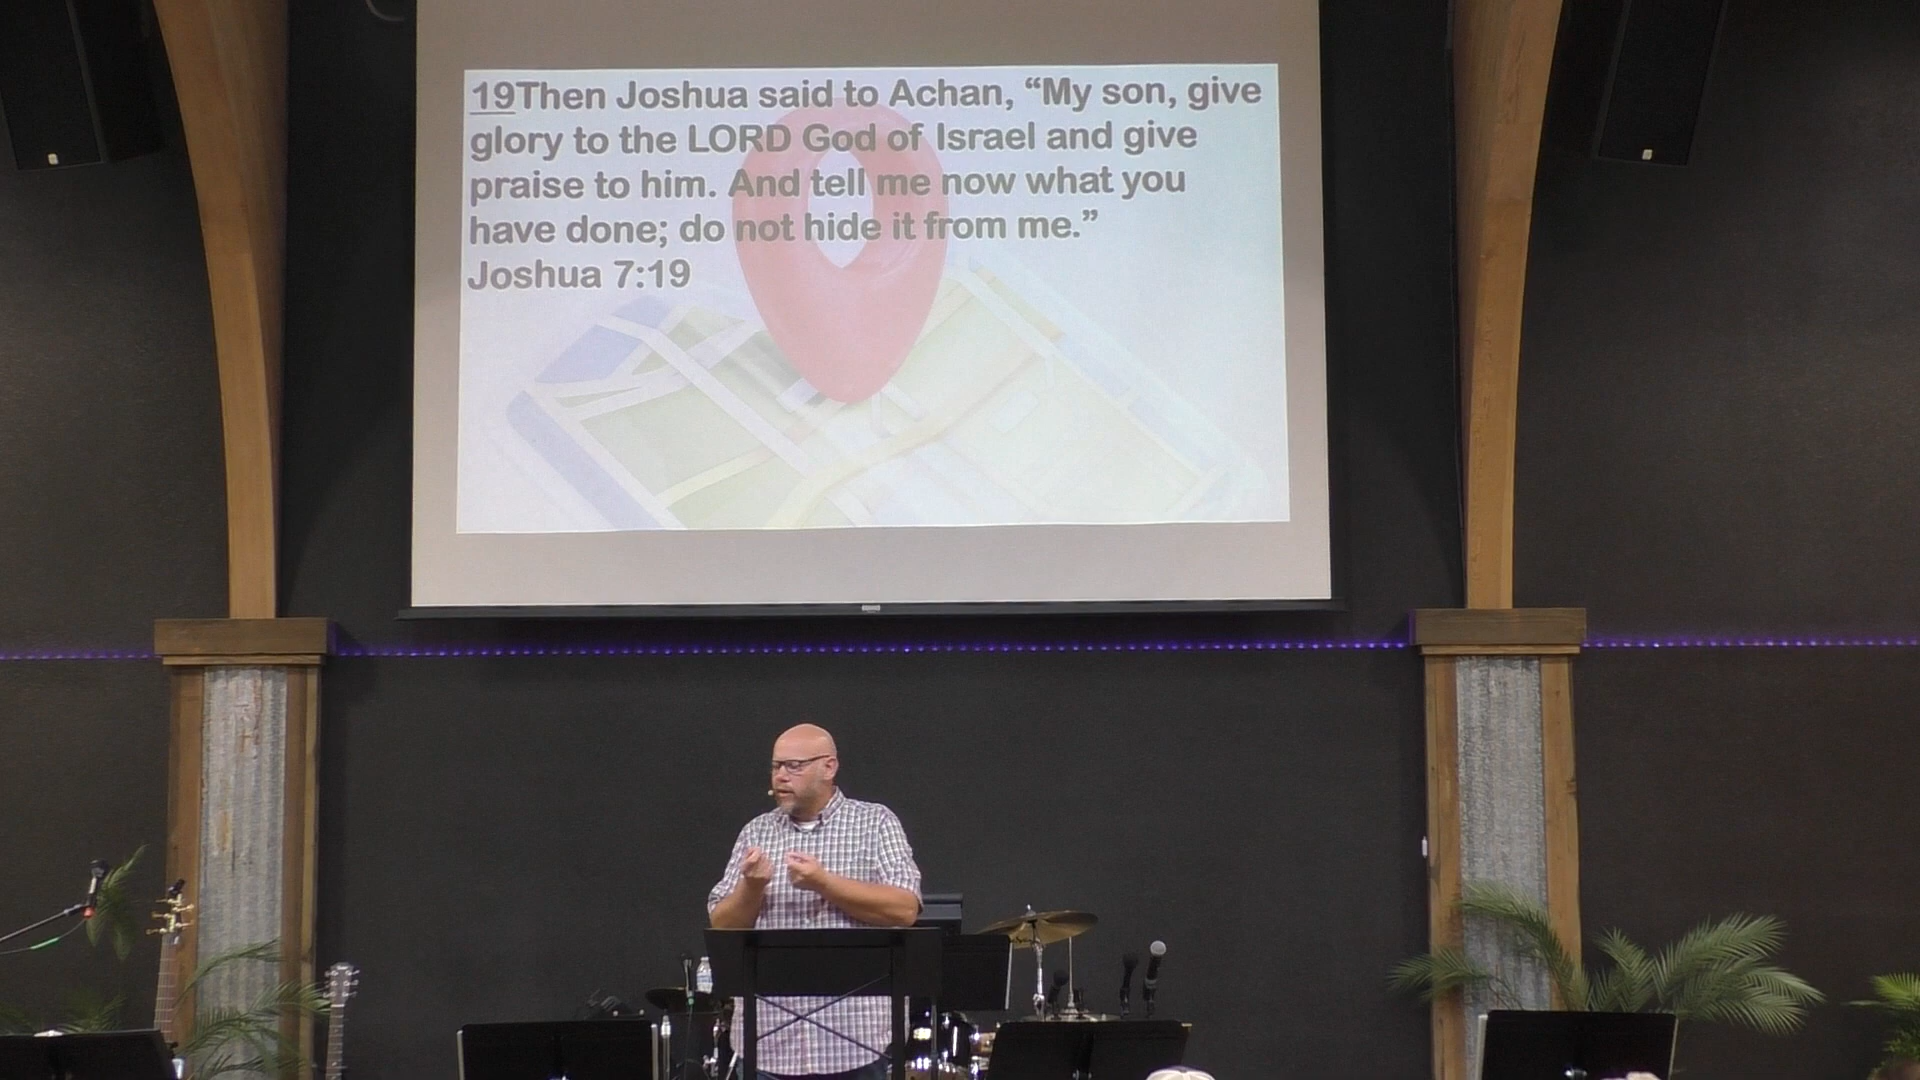 19Then Joshua said to Achan, “My son, give
glory to the LORD God of Israel and give
praise to him. And tell me now what you
have done; do not hide it from me.”
Joshua 7:19